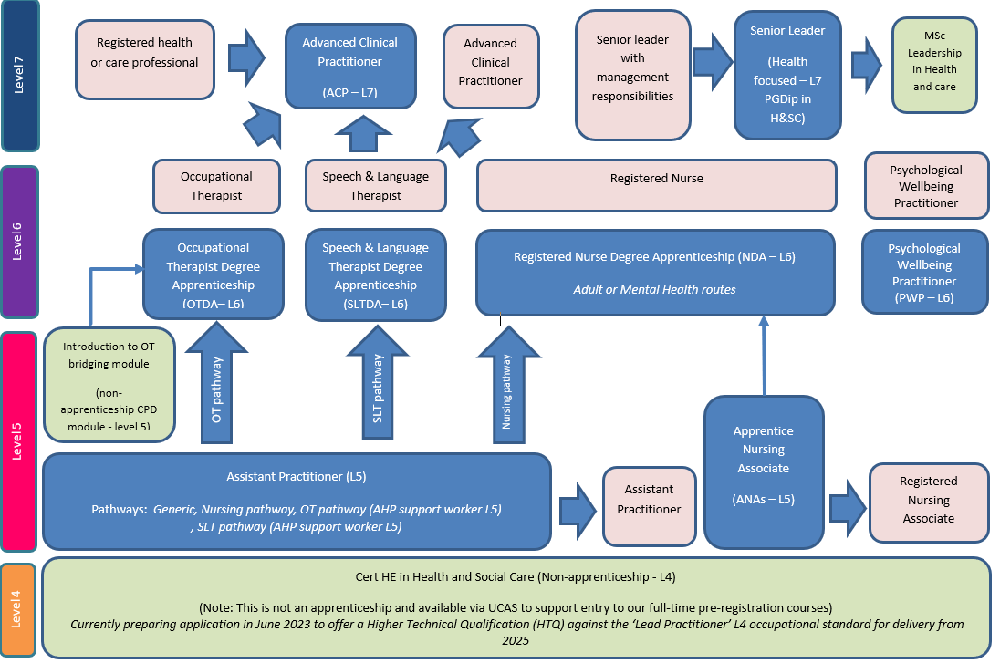 Level 7
Registered health
or care professional
Advanced Clinical
Practitioner
(ACP – L7)
Advanced
Clinical
Practitioner
Senior leader
with
management
responsibilities
Senior Leader
(Health
focused – L7
PGDip in
H&SC)
MSc
Leadership
in Health
and care
Level 6
Occupational
Therapist
Speech & Language
Therapist
Registered Nurse
Psychological
Wellbeing
Practitioner
Occupational
Therapist Degree
Apprenticeship
(OTDA– L6)
Speech & Language
Therapist Degree
Apprenticeship
(SLTDA– L6)
Registered Nurse Degree Apprenticeship (NDA – L6)
Adult or Mental Health routes
Psychological
Wellbeing
Practitioner
(PWP – L6)
Level 5
Introduction to OT
bridging module
(non-
apprenticeship CPD
module - level 5)
OT pathway
SLT pathway
Nursing pathway
Assistant Practitioner (L5)
Pathways:  Generic, Nursing pathway, OT pathway (AHP support worker L5)
, SLT pathway (AHP support worker L5)
Assistant
Practitioner
Apprentice
Nursing
Associate
(ANAs – L5)
Registered
Nursing
Associate
Level 4
Cert HE in Health and Social Care (Non-apprenticeship - L4)
(Note: This is not an apprenticeship and available via UCAS to support entry to our full-time pre-registration courses)
Currently preparing application in June 2023 to offer a Higher Technical Qualification (HTQ) against the ‘Lead Practitioner’ L4 occupational standard for delivery from
2025